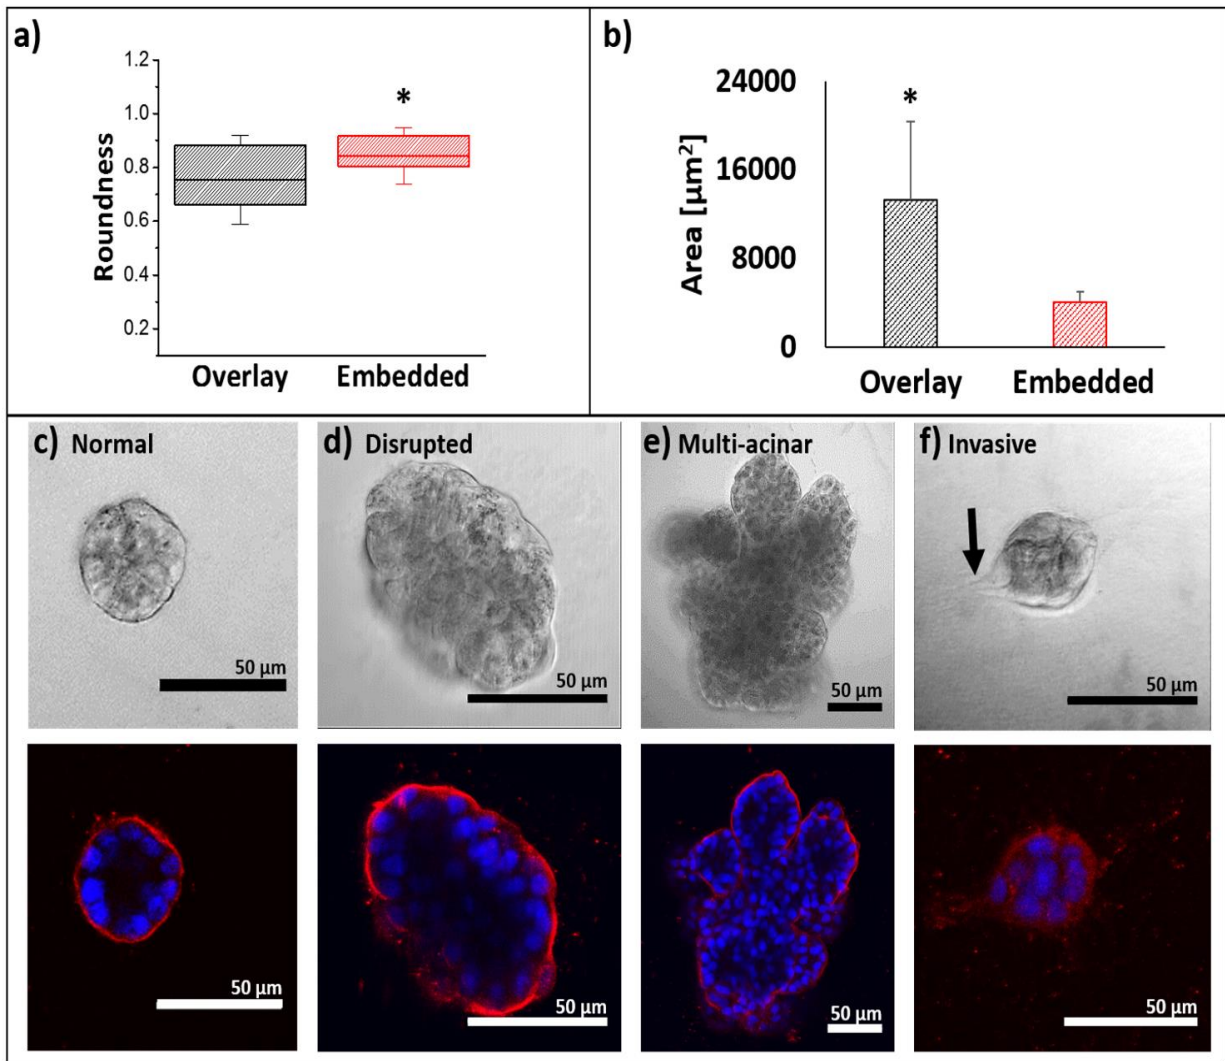 a)
*
Roundness
1.2
1.0
0.8
0.6
0.4
0.2
Overlay Embedded
b)
*
Area [µm²]
24000
16000
8000
0
Overlay Embedded
c) Normal
50 µm
50 µm
d) Disrupted
50 µm
50 µm
e) Multi-acinar
50 µm
50 µm
f) Invasive
50 µm
50 µm